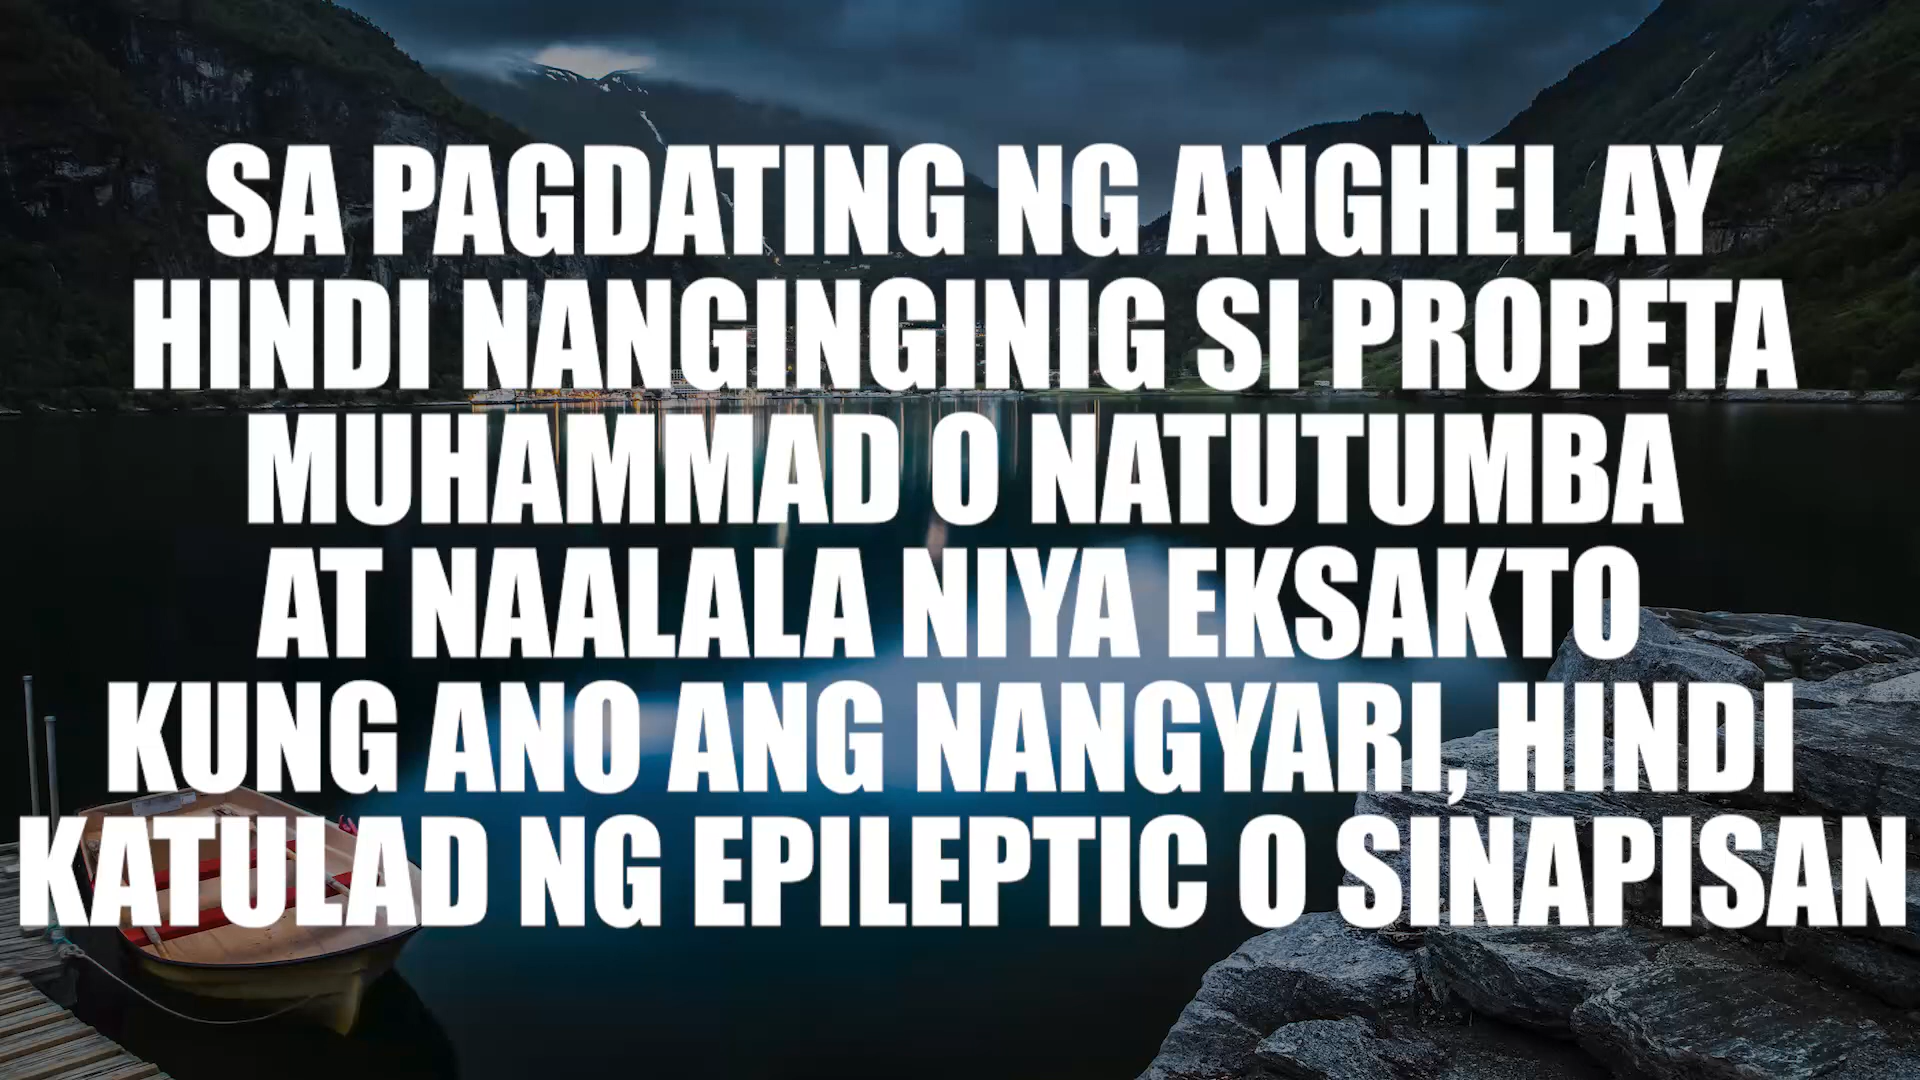 SA PAGDATING NG ANGHEL AY
HINDI NANGINGINIG SI PROPETA
MUHAMMAD O NATUTUMBA
AT NAALALA NIYA EKSAKTO
KUNG ANO ANG NANGYARI, HINDI
KATULAD NG EPILEPTIC O SINAPISAN